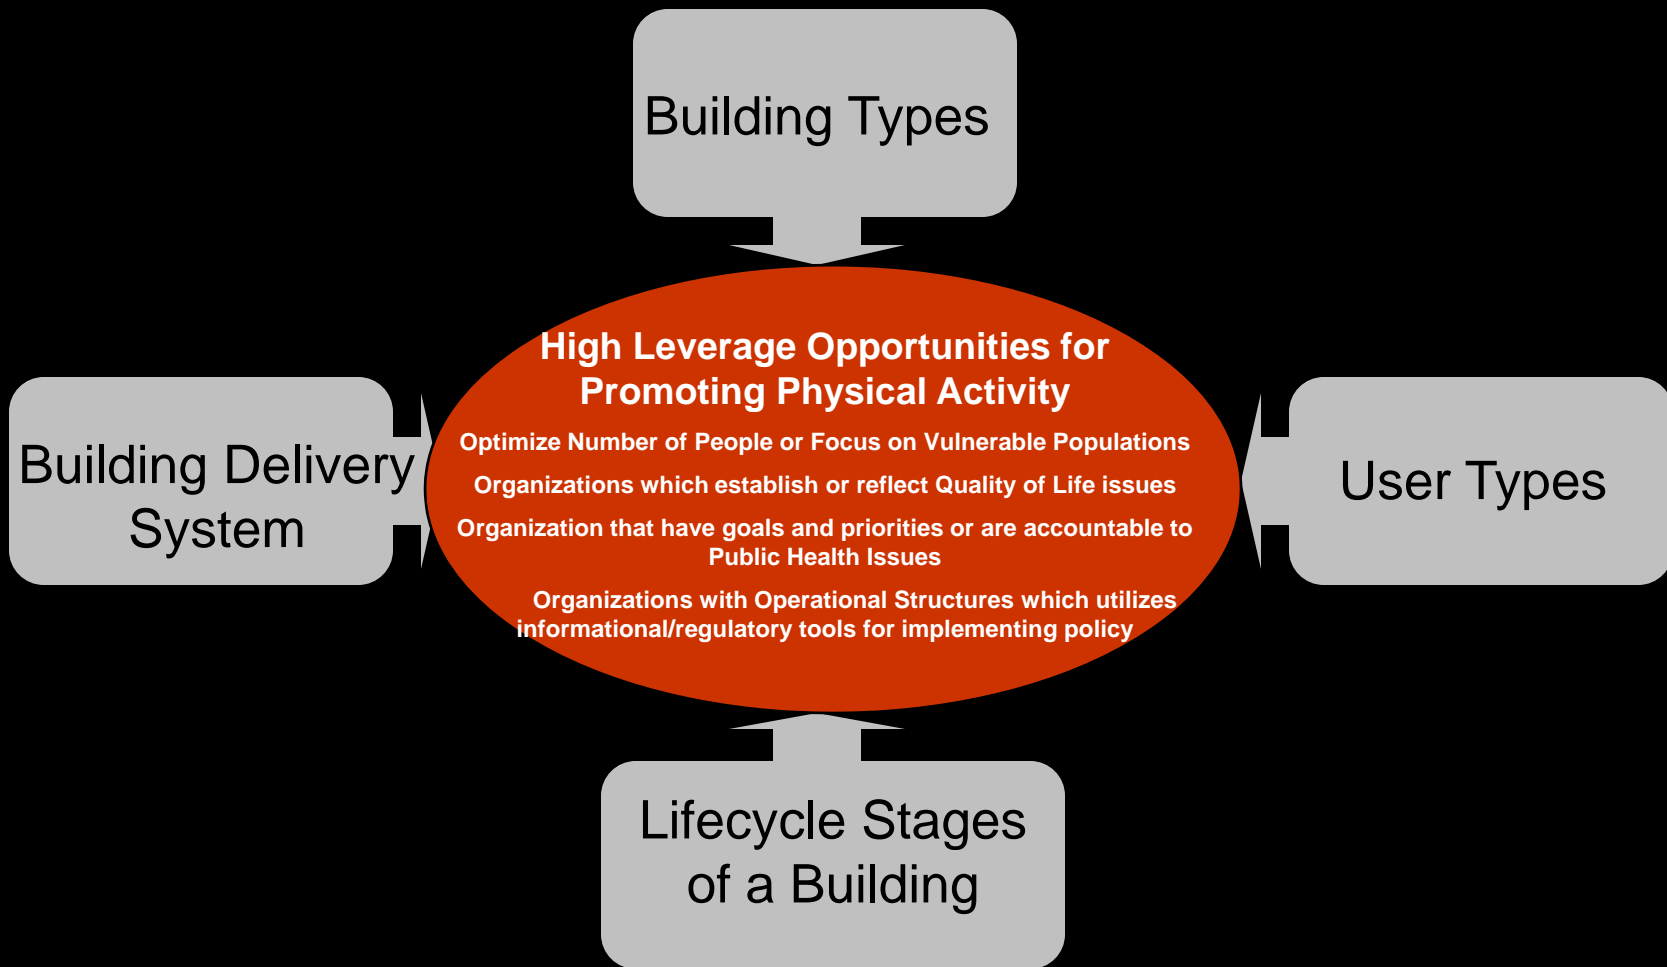 Building Types
High Leverage Opportunities for
Promoting Physical Activity
Optimize Number of People or Focus on Vulnerable Populations
Organizations which establish or reflect Quality of Life issues
Organization that have goals and priorities or are accountable to
Public Health Issues
Organizations with Operational Structures which utilizes
informational/regulatory tools for implementing policy
Building Delivery
System
User Types
Lifecycle Stages
of a Building